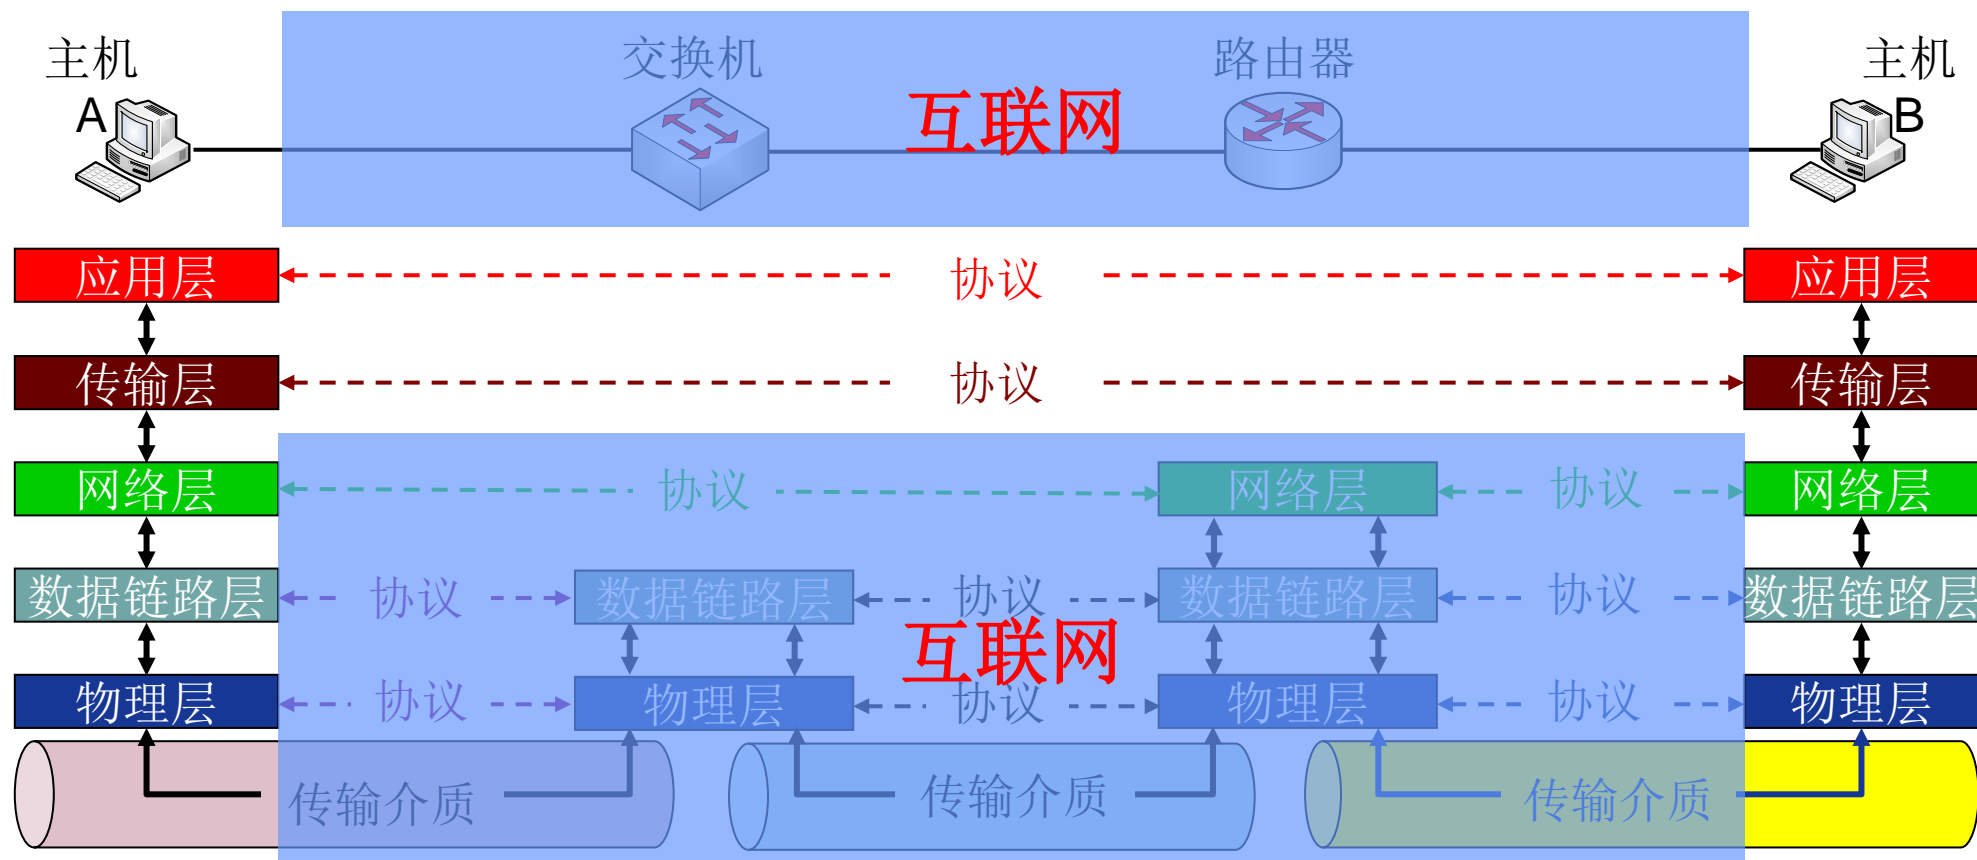 主机
A
交换机
互联网
路由器
主机
B
应用层 协议 应用层
传输层 协议 传输层
网络层 协议 网络层 协议 网络层
数据链路层 协议 数据链路层 协议 数据链路层 协议 数据链路层
互联网
物理层 协议 物理层 协议 物理层 协议 物理层
传输介质 传输介质 传输介质